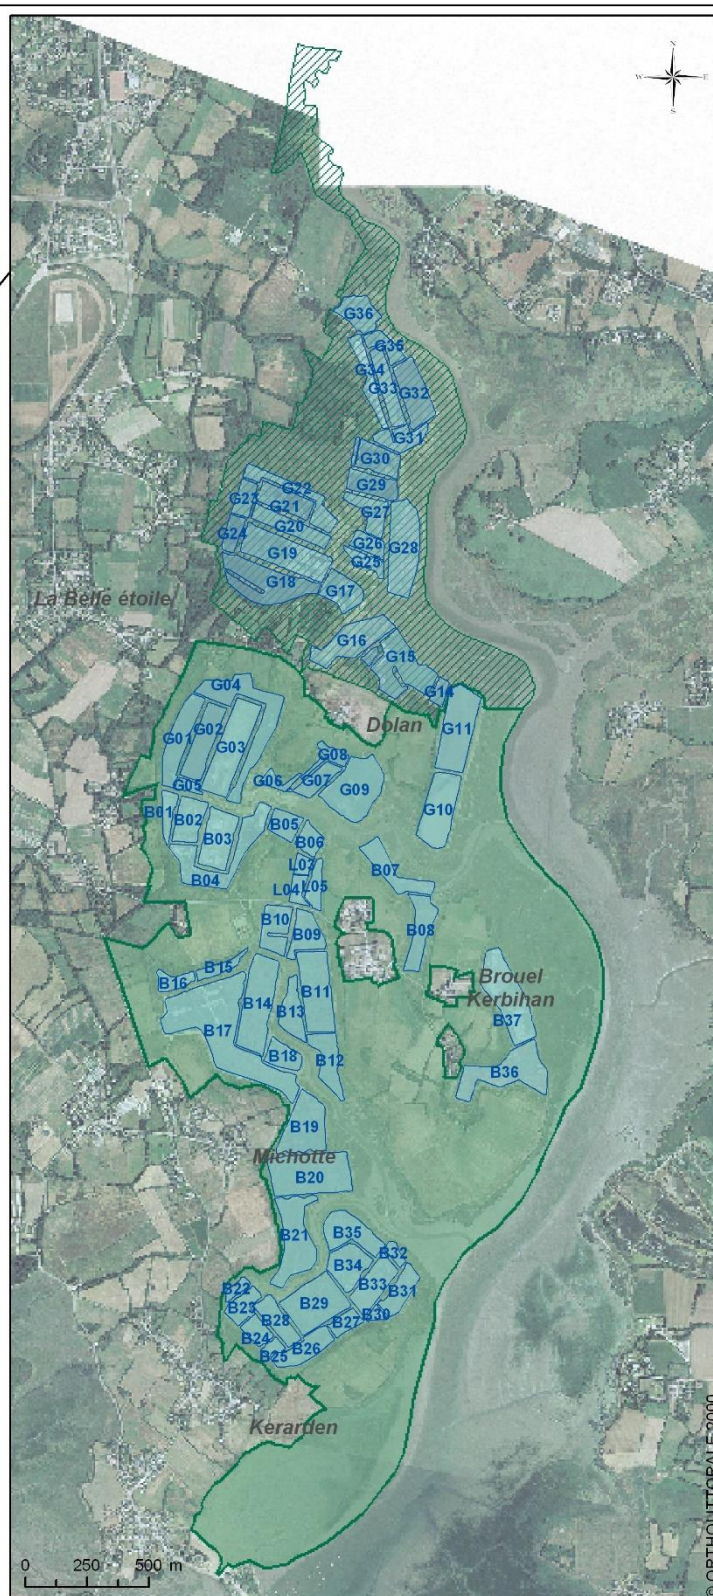 N
W E
S
G36
G35
G34
G33 G32
G31
G30
G29
G22
G23
G21
G27
G20
G24
G26 G28
G19
G25
G18
G17
La Belle étoile
G16
G15
G14
G04
Dolan
G11
G02
G01
G03
G08
G06 G07
G05
G09
G10
B01
B02
B05
B03
B06
L03
B07
B04
L04 L05
B10
B08
B09
B15
B16
Brouel
Kerbihan
B11
B14
B13
B37
B17
B18
B12
B36
B19
Michotte
B20
B21
B35
B32
B34
B22
B33
B31
B23
B29
B28
B30
B27
B24
B26
B25
Kerarden
0 250 500 m
© ORTHOLITTORALE 2000